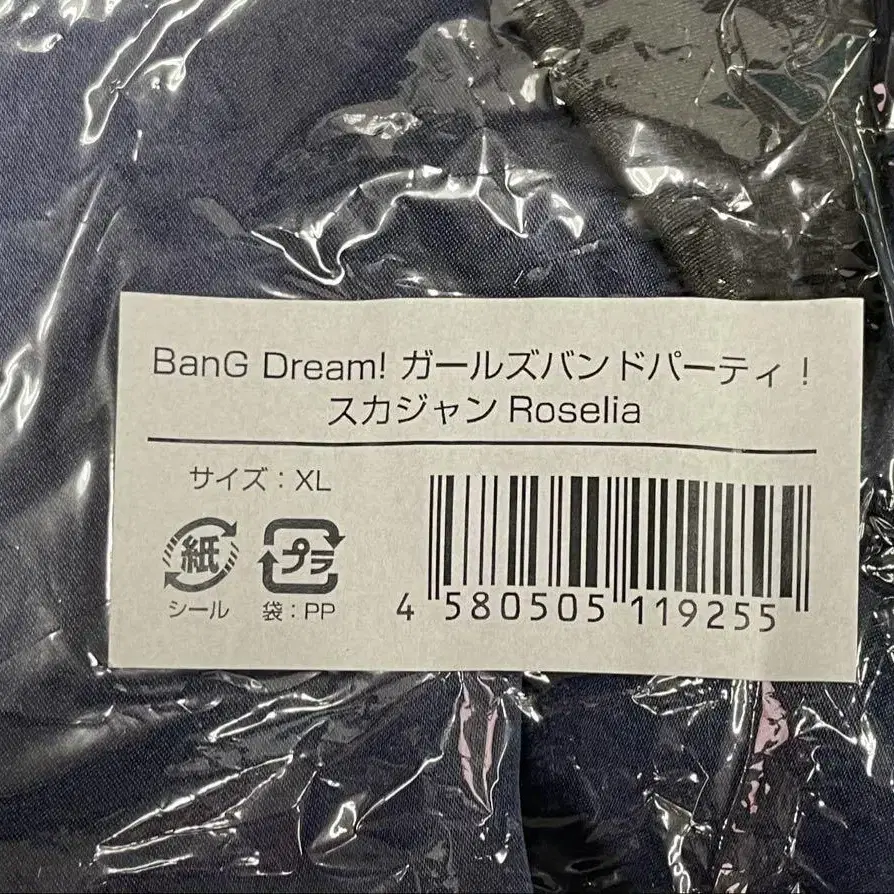 BanG Dream! ガールズバンドパーティ！
スカジャン Roselia
サイズ：XL
紙 プラ
シール 袋：PP
4 580505 119255